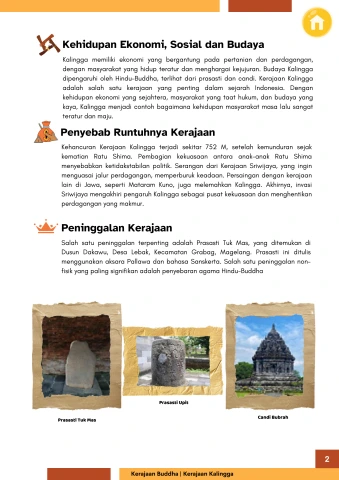 Kehidupan Ekonomi, Sosial dan Budaya
Kalingga memiliki ekonomi yang bergantung pada pertanian dan perdagangan,
dengan masyarakat yang hidup teratur dan menghargai kejujuran. Budaya Kalingga
dipengaruhi oleh Hindu-Buddha, terlihat dari prasasti dan candi. Kerajaan Kalingga
adalah salah satu kerajaan yang penting dalam sejarah Indonesia. Dengan
kehidupan ekonomi yang sejahtera, masyarakat yang taat hukum, dan budaya yang
kaya, Kalingga menjadi contoh bagaimana kehidupan masyarakat masa lalu sangat
teratur dan maju.
Penyebab Runtuhnya Kerajaan
Kehancuran Kerajaan Kalingga terjadi sekitar 752 M, setelah kemunduran sejak
kematian Ratu Shima. Pembagian kekuasaan antara anak-anak Ratu Shima
menyebabkan ketidakstabilan politik. Serangan dari Kerajaan Sriwijaya, yang ingin
menguasai jalur perdagangan, memperburuk keadaan. Persaingan dengan kerajaan
lain di Jawa, seperti Mataram Kuno, juga melemahkan Kalingga. Akhirnya, invasi
Sriwijaya mengakhiri pengaruh Kalingga sebagai pusat kekuasaan dan menghentikan
perdagangan yang makmur.
Peninggalan Kerajaan
Salah satu peninggalan terpenting adalah Prasasti Tuk Mas, yang ditemukan di
Dusun Dakawu, Desa Lebak, Kecamatan Grabag, Magelang. Prasasti ini ditulis
menggunakan aksara Pallawa dan bahasa Sanskerta. Salah satu peninggalan non-
fisik yang paling signifikan adalah penyebaran agama Hindu-Buddha
Prasasti Upit
Prasasti Tuk Mas
Candi Bubrah
2
Kerajaan Buddha | Kerajaan Kalingga